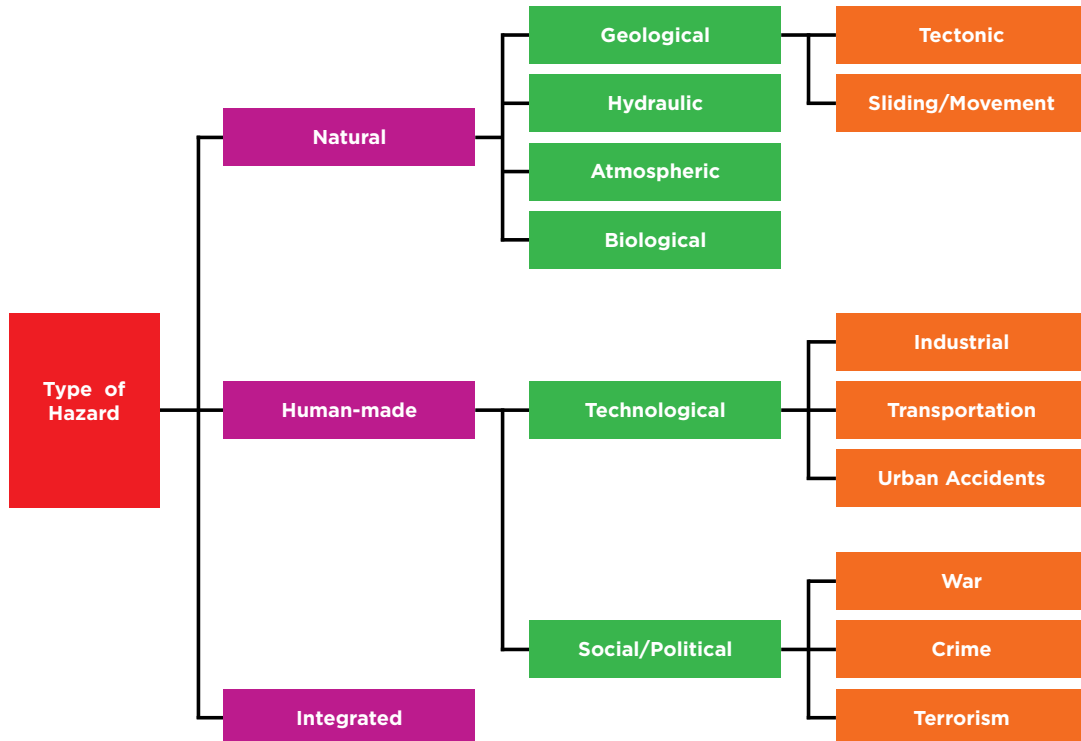 Type of
Hazard
Natural
Geological
Tectonic
Sliding/Movement
Hydraulic
Atmospheric
Biological
Human-made
Technological
Industrial
Transportation
Urban Accidents
Social/Political
War
Crime
Terrorism
Integrated